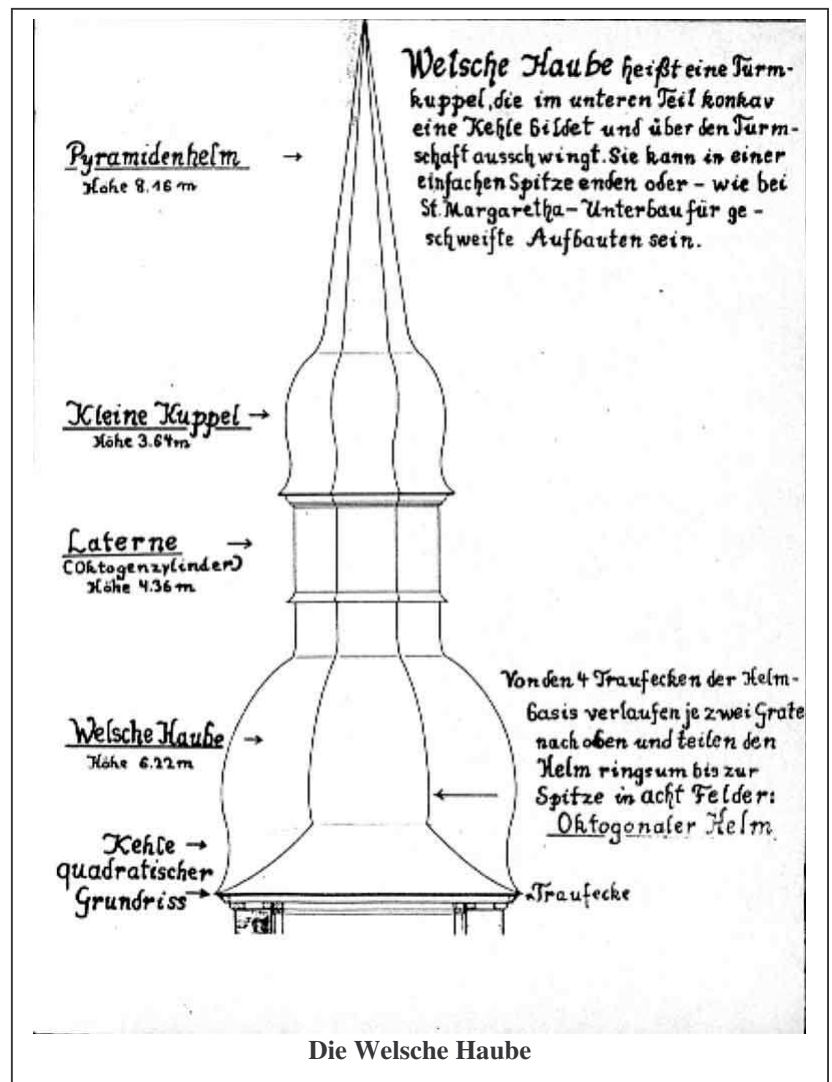 Welsche Haube heißt eine Turm-
kuppel, die im unteren Teil konkav
eine Kehle bildet und über den Turm-
schaft ausschwingt. Sie kann in einer
einfachen Spitze enden oder - wie bei
St. Margaretha - Unterbau für ge-
schweifte Aufbauten sein.
Pyramidenhelm →
Höhe 8.16 m
Kleine Kuppel →
Höhe 3.64 m
Laterne →
(Oktogenzylinder)
Höhe 4.36 m
Welsche Haube →
Höhe 6.22 m
Von den 4 Traufecken der Helm-
basis verlaufen je zwei Grate
nach oben und teilen den
Helm ringsum bis zur
Spitze in acht Felder:
Oktogonaler Helm
Kehle →
quadratischer
Grundriss →
Traufecke
Die Welsche Haube